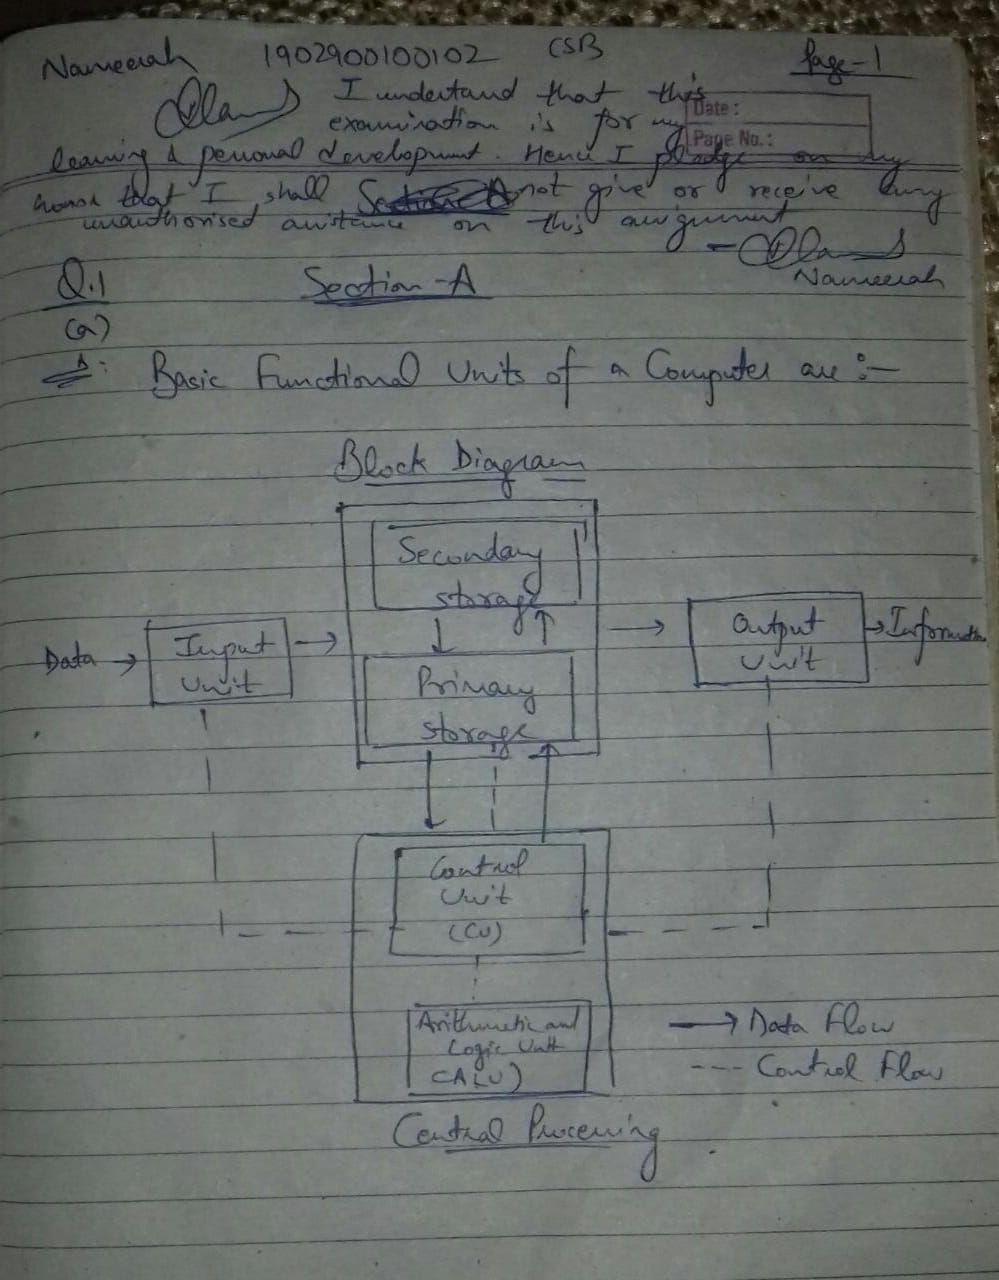 Nameerah 1902900100102 CSB Page-1
I understand that this
examination is for my
Date :
Page No.:
learning & personal development. Hence I pledge on my
honor that I shall not give or receive any
unauthorised assistance on this assignment
Nameerah
Q.1 Section-A
(a)
A: Basic Functional Units of a Computer are :-
Block Diagram
Secondary
storage
Data → Input
Unit
→
Primary
storage
→
Output
Unit
→ Information
Control
Unit
(CU)
Arithmetic and
Logic Unit
(ALU)
→ Data Flow
--- Control Flow
Central Processing